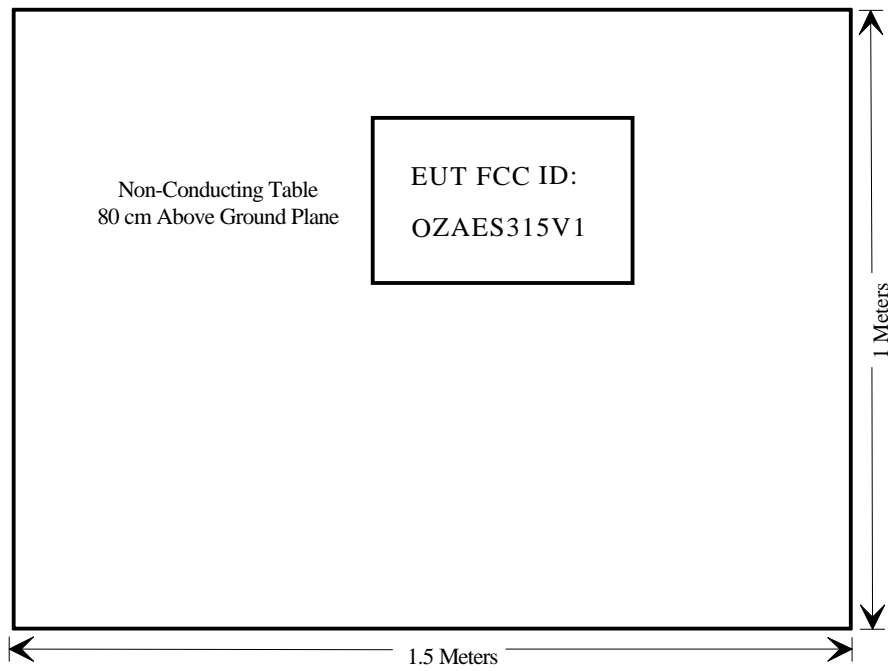 EUT FCC ID:
OZAES315V1
Non-Conducting Table
80 cm Above Ground Plane
1 Meters
1.5 Meters